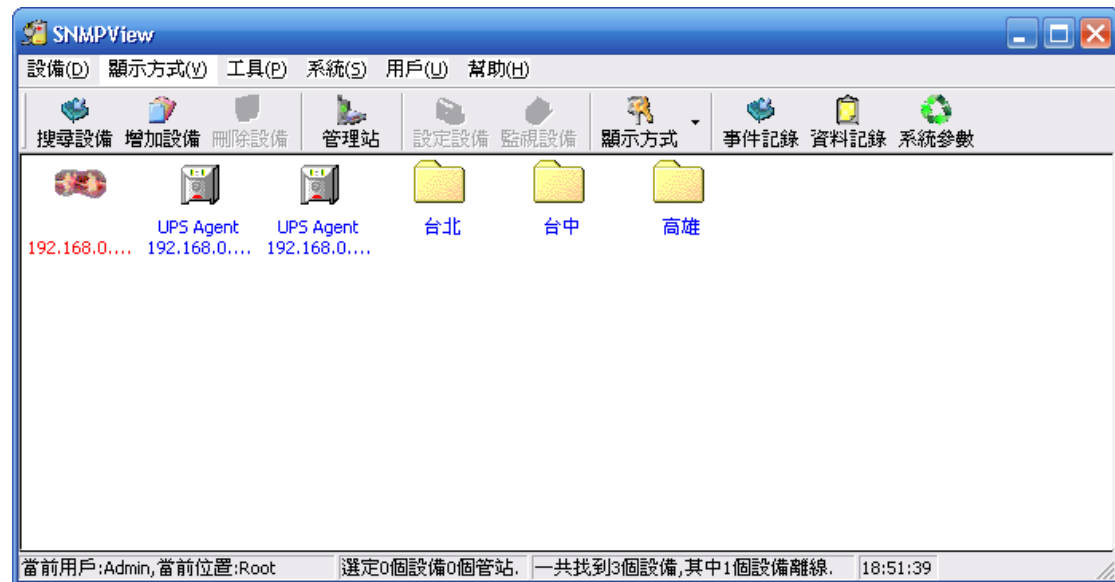 SNMPView
設備(D) 顯示方式(V) 工具(P) 系統(S) 用戶(U) 幫助(H)
搜尋設備 增加設備 刪除設備 管理站 設定設備 監視設備 顯示方式 事件記錄 資料記錄 系統參數
UPS Agent UPS Agent 台北 台中 高雄
192.168.0.... 192.168.0.... 192.168.0....
當前用戶:Admin,當前位置:Root 選定0個設備0個管站. 一共找到3個設備,其中1個設備離線. 18:51:39